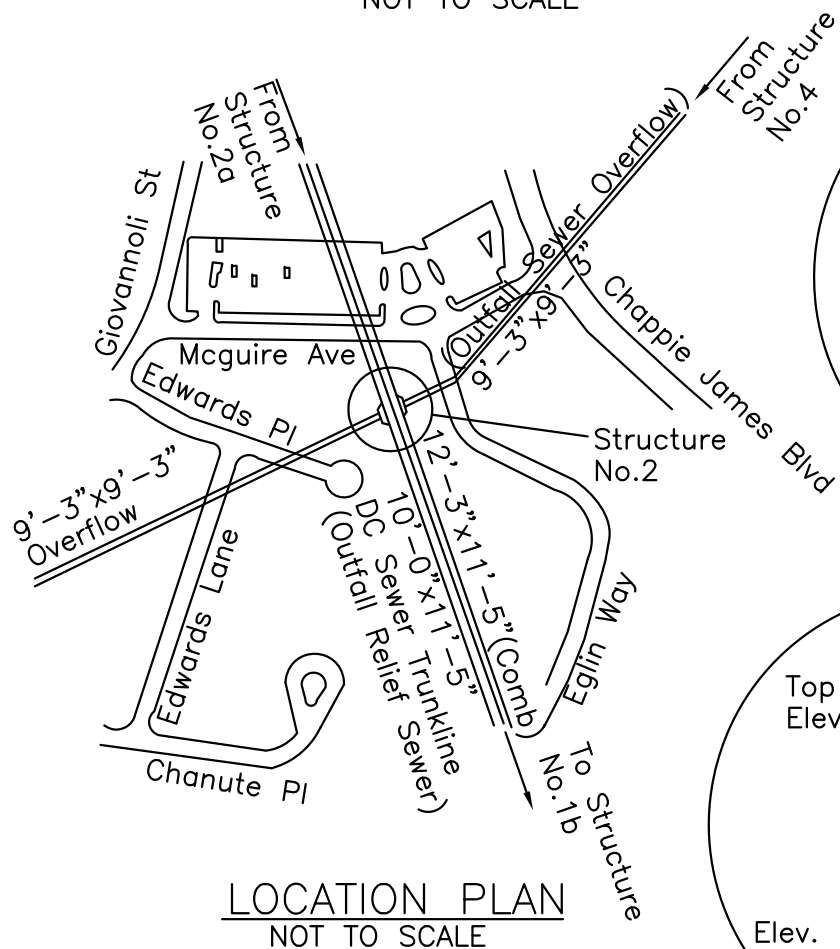 NOT TO SCALE
From
Structure
No.4
From
Structure
No.2a
Giovannoli St
(Outfall Sewer Overflow)
9'-3"x9'-3"
Chappie James Blvd
Mcguire Ave
Edwards Pl
Structure
No.2
9'-3"x9'-3"
Overflow
12'-3"x11'-5"(Comb
10'-0"x11'-5"
DC Sewer Trunkline
(Outfall Relief Sewer)
Edwards Lane
Eglin Way
Chanute Pl
To Structure
No.1b
Top
Elev
LOCATION PLAN
NOT TO SCALE
Elev.